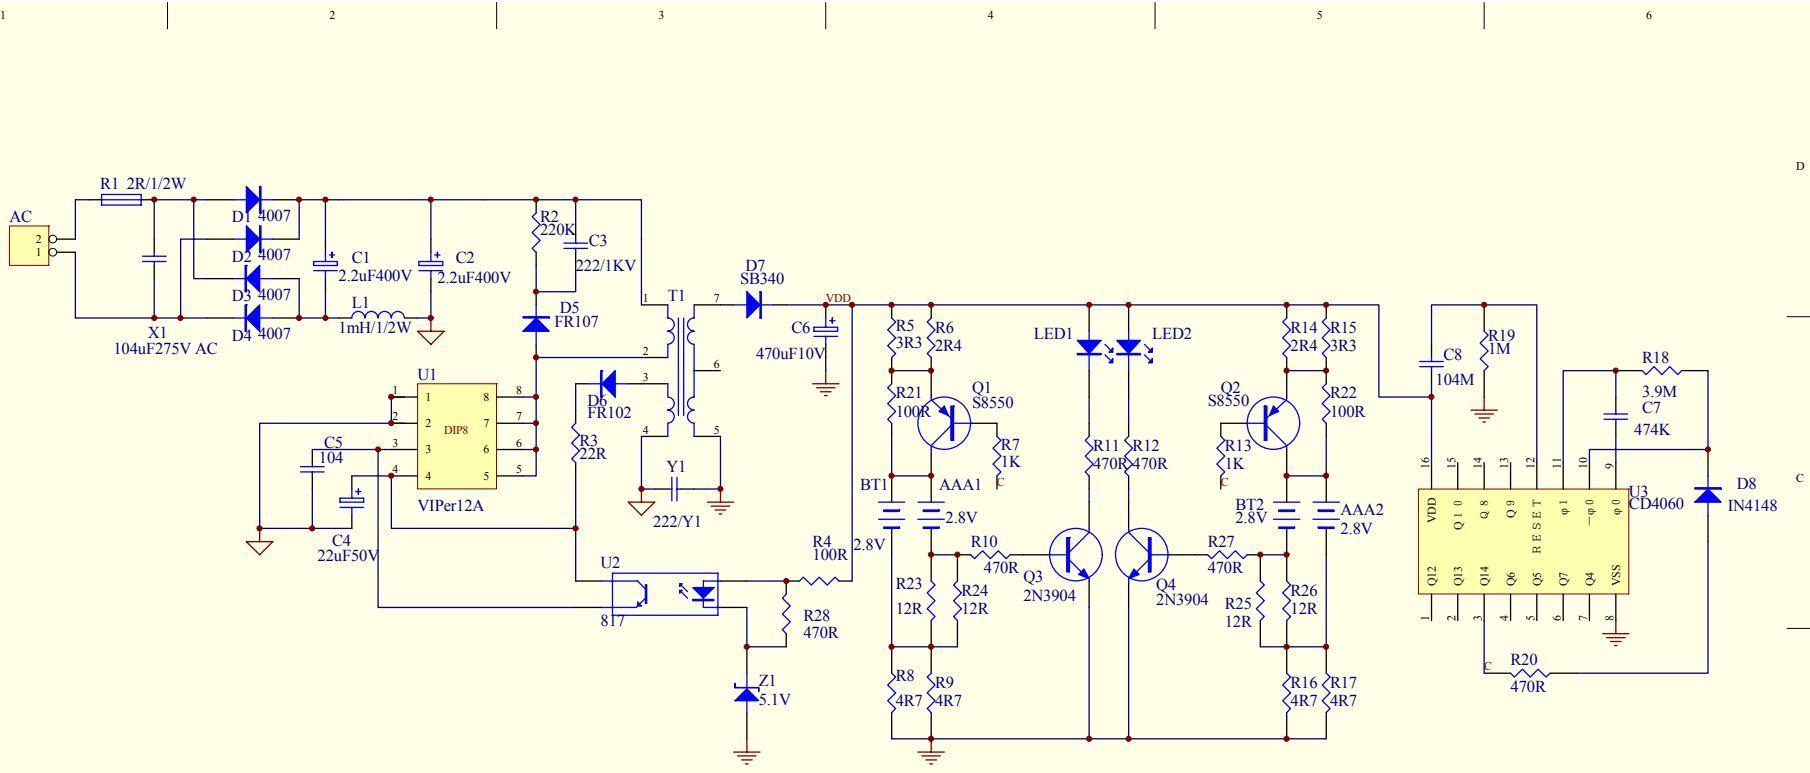 1
2
3
4
5
6
D
C
R1 2R/1/2W
AC
2
1
D1 4007
D2 4007
D3 4007
D4 4007
X1
104uF275V AC
C1
2.2uF400V
C2
2.2uF400V
L1
1mH/1/2W
R2
220K
C3
222/1KV
D5
FR107
T1
1
2
3
4
7
6
5
D6
FR102
R3
22R
Y1
222/Y1
U1
DIP8
1
2
3
4
8
7
6
5
1
2
3
4
8
7
6
5
VIPer12A
C5
104
C4
22uF50V
U2
817
D7
SB340
VDD
C6
470uF10V
R4
100R
R28
470R
Z1
5.1V
R5
3R3
R6
2R4
R21
100R
Q1
S8550
R7
1K
C
BT1
2.8V
AAA1
2.8V
R10
470R
R23
12R
R24
12R
R8
4R7
R9
4R7
LED1
LED2
R11
470R
R12
470R
Q3
2N3904
Q4
2N3904
R14
2R4
R15
3R3
Q2
S8550
R22
100R
R13
1K
C
BT2
2.8V
AAA2
2.8V
R27
470R
R25
12R
R26
12R
R16
4R7
R17
4R7
C8
104M
R19
1M
R18
3.9M
C7
474K
D8
IN4148
U3
CD4060
16
15
14
13
12
11
10
9
VDD
Q10
Q8
Q9
RESET
φ1
—φ0
φ0
Q12
Q13
Q14
Q6
Q5
Q7
Q4
VSS
1
2
3
4
5
6
7
8
C
R20
470R